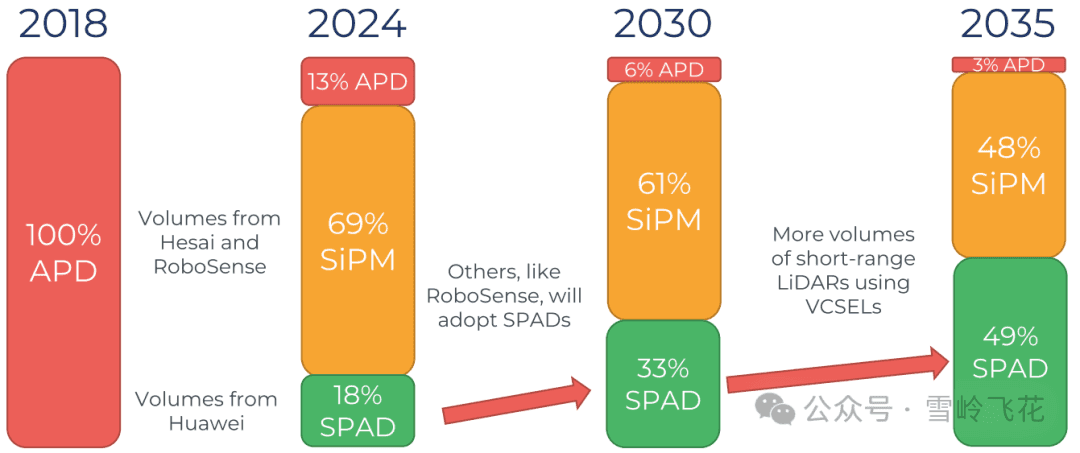 2018
2024
2030
2035
100%
APD
Volumes from
Hesai and
RoboSense
Volumes from
Huawei
13% APD
69%
SiPM
18%
SPAD
Others, like
RoboSense, will
adopt SPADs
6% APD
61%
SiPM
33%
SPAD
More volumes
of short-range
LiDARs using
VCSELs
3% APD
48%
SiPM
49%
SPAD
公众号 · 雪岭飞花